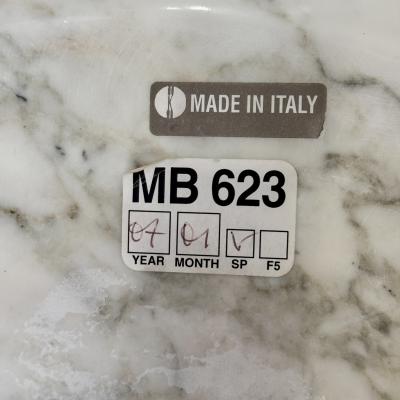 MADE IN ITALY
MB 623
07 01 V
YEAR MONTH SP F5